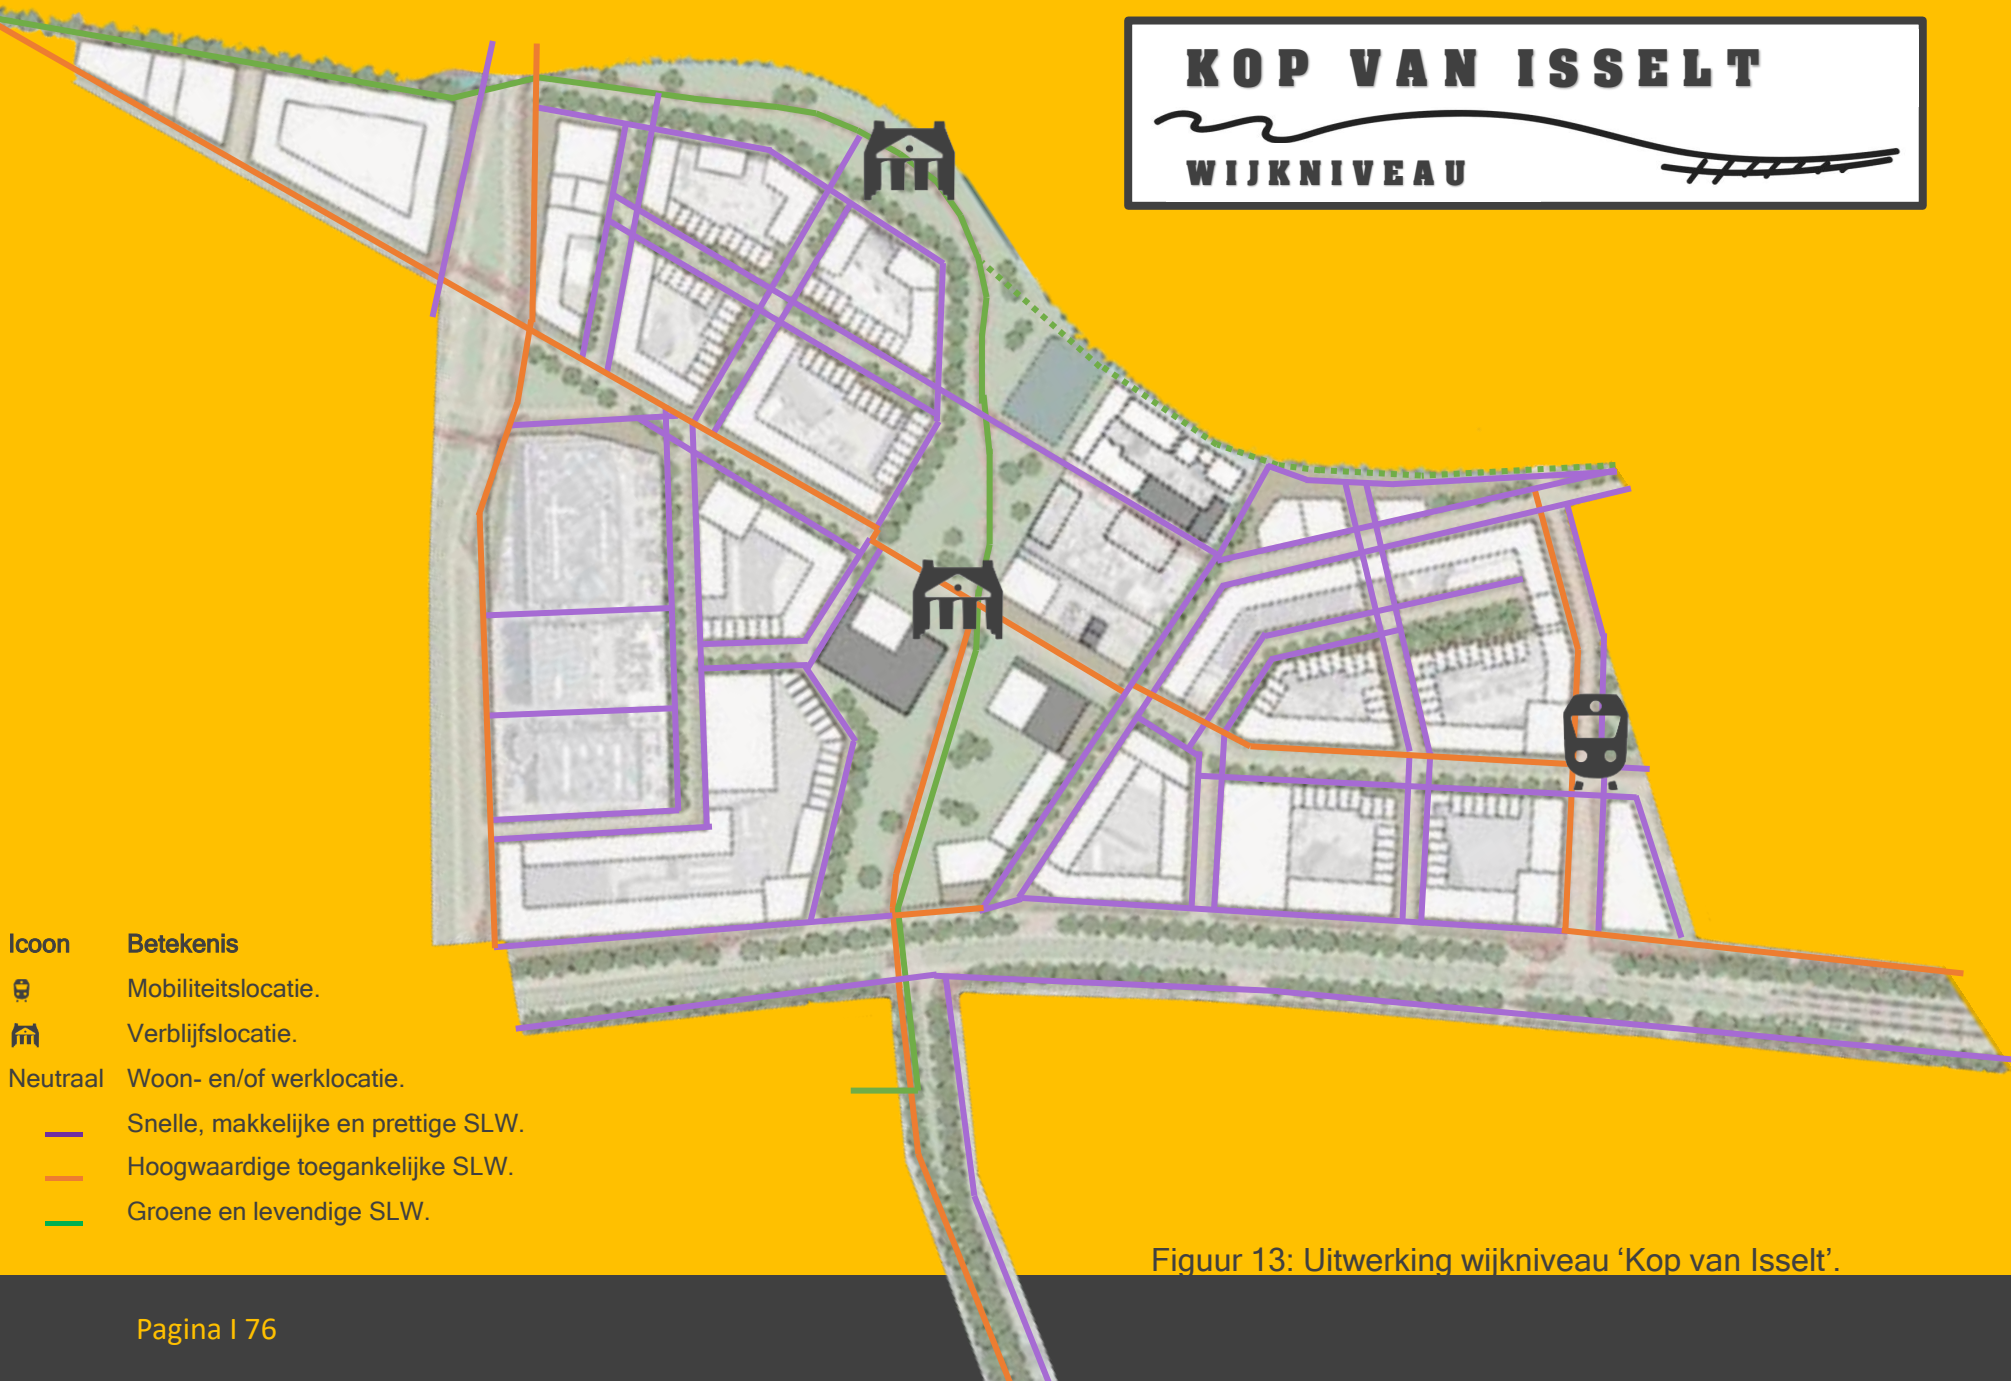 KOP VAN ISSELT
WIJKNIVEAU
Icoon Betekenis
Mobiliteitslocatie.
Verblijfslocatie.
Neutraal Woon- en/of werklocatie.
Snelle, makkelijke en prettige SLW.
Hoogwaardige toegankelijke SLW.
Groene en levendige SLW.
Figuur 13: Uitwerking wijkniveau ‘Kop van Isselt’.
Pagina I 76